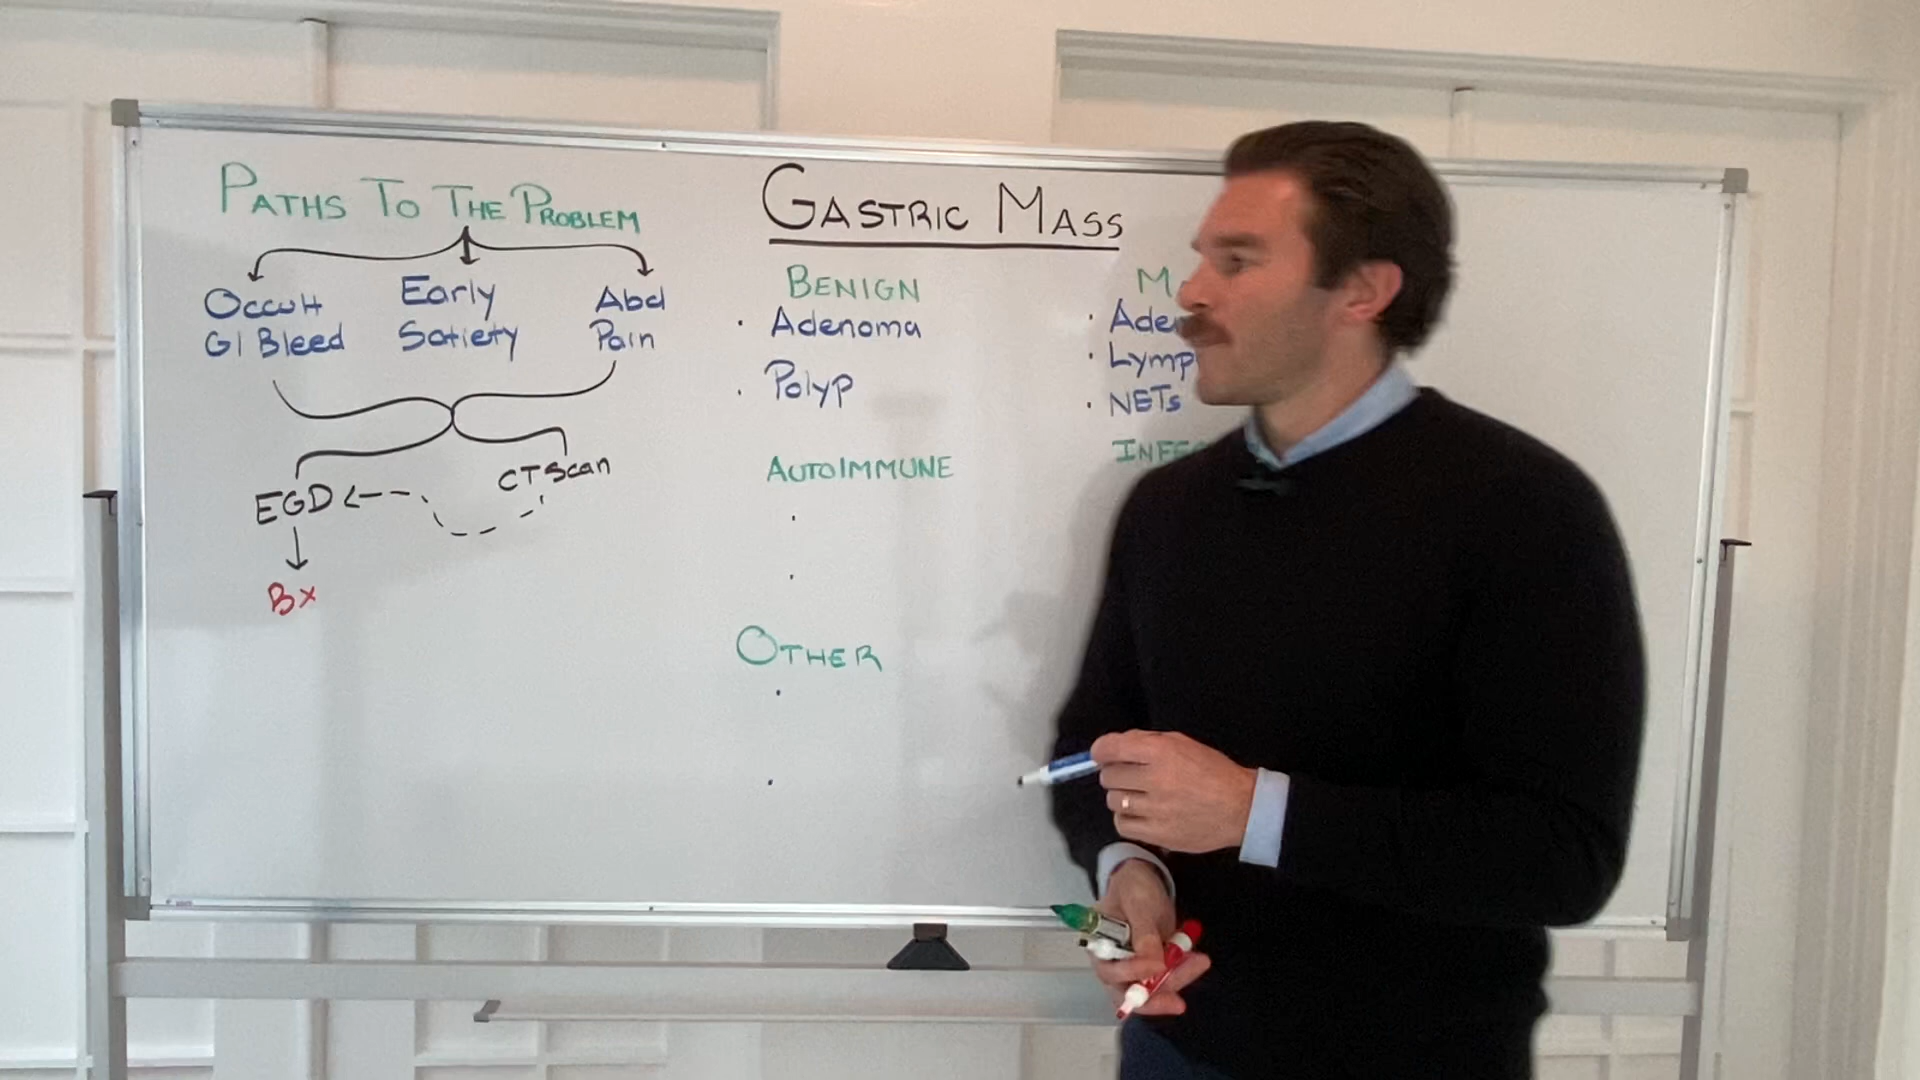 PATHS TO THE PROBLEM
Occult
GI Bleed
Early
Satiety
Abd
Pain
EGD
CT Scan
Bx
GASTRIC MASS
BENIGN
· Adenoma
· Polyp
AUTOIMMUNE
·
·
OTHER
·
·
· 
· 
· NETs